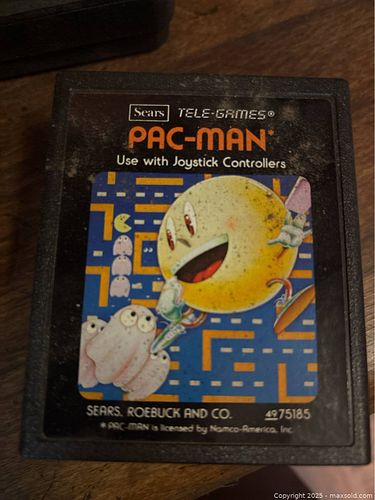 Sears TELE-GAMES®
PAC-MAN*
Use with Joystick Controllers
SEARS, ROEBUCK AND CO. 49 75185
* PAC-MAN is licensed by Namco-America, Inc.
Copyright 2025 - maxsold.com